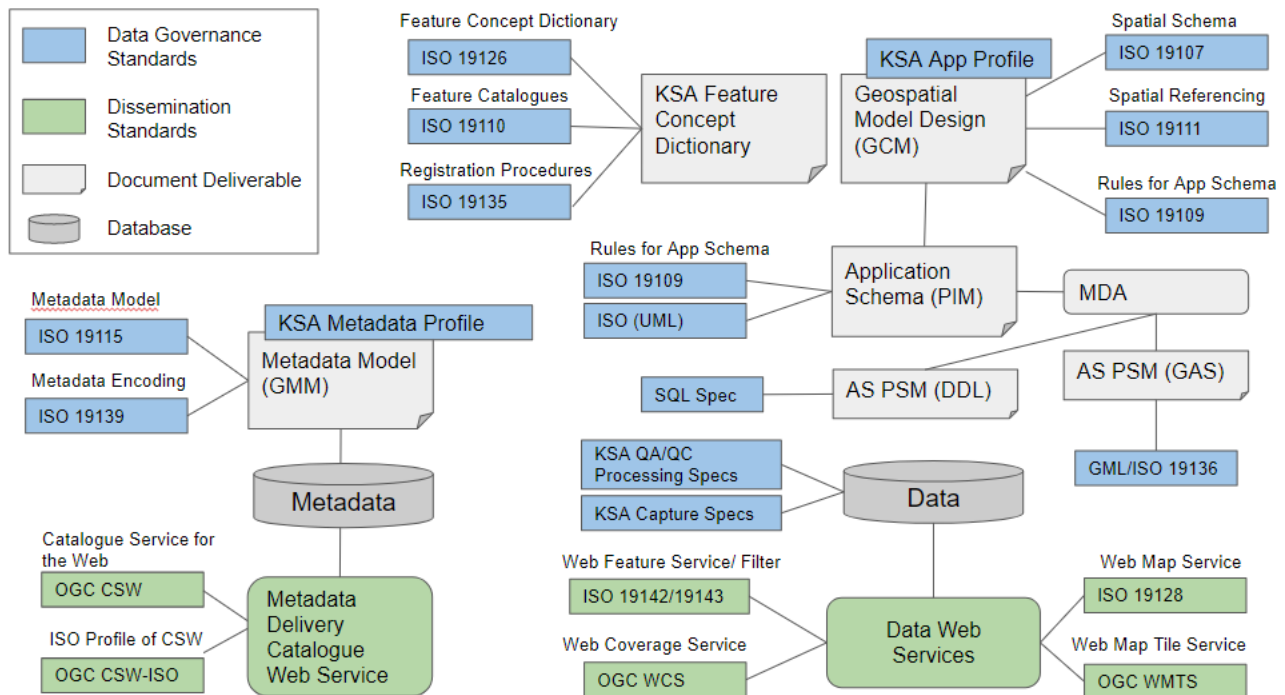 Data Governance
Standards
Dissemination
Standards
Document Deliverable
Database
Feature Concept Dictionary
ISO 19126
Feature Catalogues
ISO 19110
Registration Procedures
ISO 19135
KSA Feature
Concept
Dictionary
KSA App Profile
Geospatial
Model Design
(GCM)
Spatial Schema
ISO 19107
Spatial Referencing
ISO 19111
Rules for App Schema
ISO 19109
Rules for App Schema
ISO 19109
ISO (UML)
Application
Schema (PIM)
MDA
SQL Spec
AS PSM (DDL)
AS PSM (GAS)
GML/ISO 19136
Metadata Model
ISO 19115
Metadata Encoding
ISO 19139
KSA Metadata Profile
Metadata Model
(GMM)
Metadata
KSA QA/QC
Processing Specs
KSA Capture Specs
Data
Catalogue Service for
the Web
OGC CSW
ISO Profile of CSW
OGC CSW-ISO
Metadata
Delivery
Catalogue
Web Service
Web Feature Service/ Filter
ISO 19142/19143
Web Coverage Service
OGC WCS
Data Web
Services
Web Map Service
ISO 19128
Web Map Tile Service
OGC WMTS